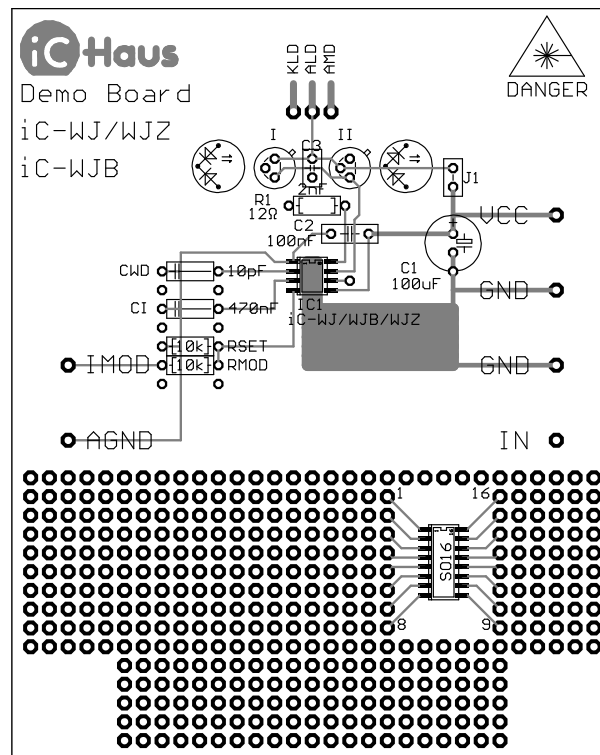 iC Haus
Demo Board
iC-WJ/WJZ
iC-WJB
KLD
ALD
AMD
DANGER
I
II
C3
2nF
R1
12Ω
J1
C2
100nF
VCC
CWD
10pF
C1
100uF
GND
CI
470nF
IC1
iC-WJ/WJB/WJZ
10k
RSET
IMOD
10k
RMOD
GND
AGND
IN
1
16
SO16
8
9